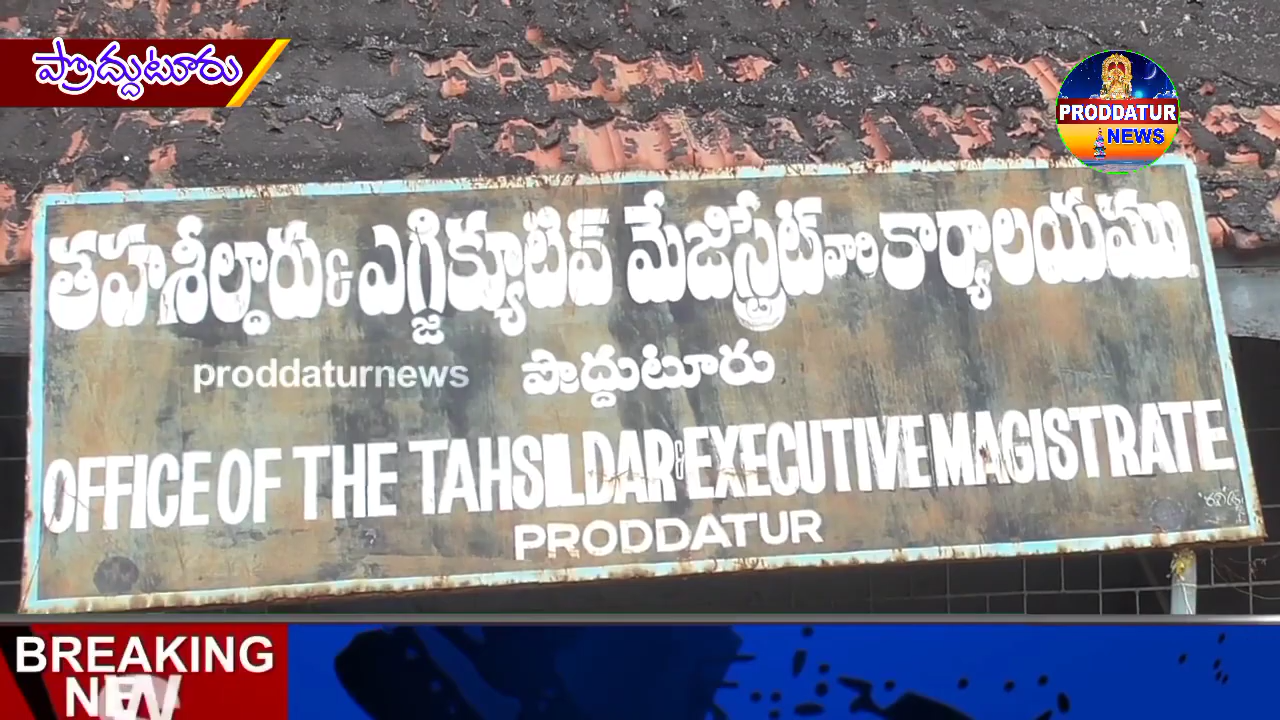 ప్రొద్దుటూరు
PRODDATUR
NEWS
తహశీల్దారు & ఎగ్జిక్యూటివ్ మేజిస్ట్రేట్ వారి కార్యాలయము
proddaturnews
ప్రొద్దుటూరు
OFFICE OF THE TAHSILDAR & EXECUTIVE MAGISTRATE
PRODDATUR
BREAKING